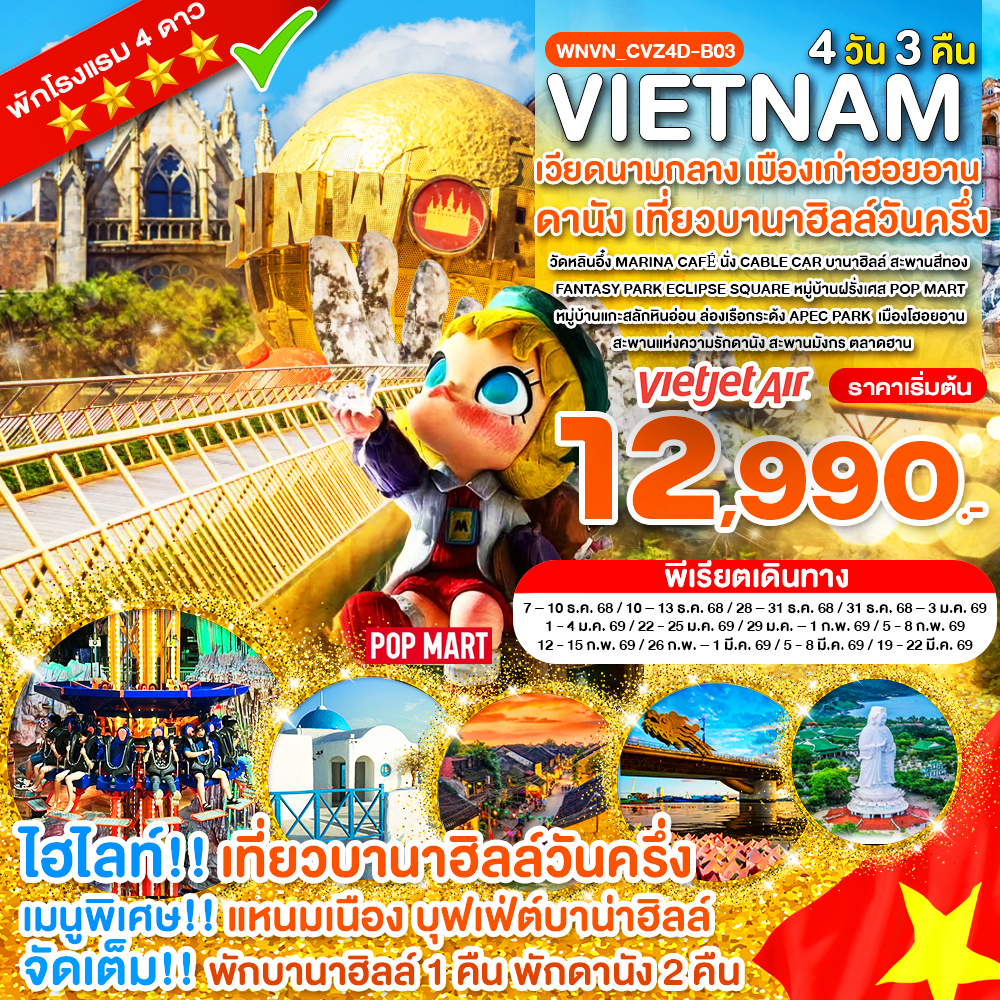 พักโรงแรม 4 ดาว
WNVN_CVZ4D-B03
4 วัน 3 คืน
VIETNAM
เวียดนามกลาง เมืองเก่าฮอยอาน
ดานัง เที่ยวบานาฮิลล์วันครึ่ง
วัดหลินอึ๋ง MARINA CAFÉ นั่ง CABLE CAR บานาฮิลล์ สะพานสีทอง
FANTASY PARK ECLIPSE SQUARE หมู่บ้านฝรั่งเศส POP MART
หมู่บ้านแกะสลักหินอ่อน ล่องเรือกระด้ง APEC PARK เมืองโฮยอาน
สะพานแห่งความรักดานัง สะพานมังกร ตลาดฮาน
vietjet Air
ราคาเริ่มต้น
12,990.-
พีเรียตเดินทาง
7 – 10 ธ.ค. 68 / 10 – 13 ธ.ค. 68 / 28 – 31 ธ.ค. 68 / 31 ธ.ค. 68 – 3 ม.ค. 69
1 - 4 ม.ค. 69 / 22 - 25 ม.ค. 69 / 29 ม.ค. – 1 ก.พ. 69 / 5 - 8 ก.พ. 69
12 - 15 ก.พ. 69 / 26 ก.พ. – 1 มี.ค. 69 / 5 - 8 มี.ค. 69 / 19 – 22 มี.ค. 69
M
POP MART
ไฮไลท์!! เที่ยวบานาฮิลล์วันครึ่ง
เมนูพิเศษ!! แหนมเนือง บุฟเฟ่ต์บาน่าฮิลล์
จัดเต็ม!! พักบานาฮิลล์ 1 คืน พักดานัง 2 คืน